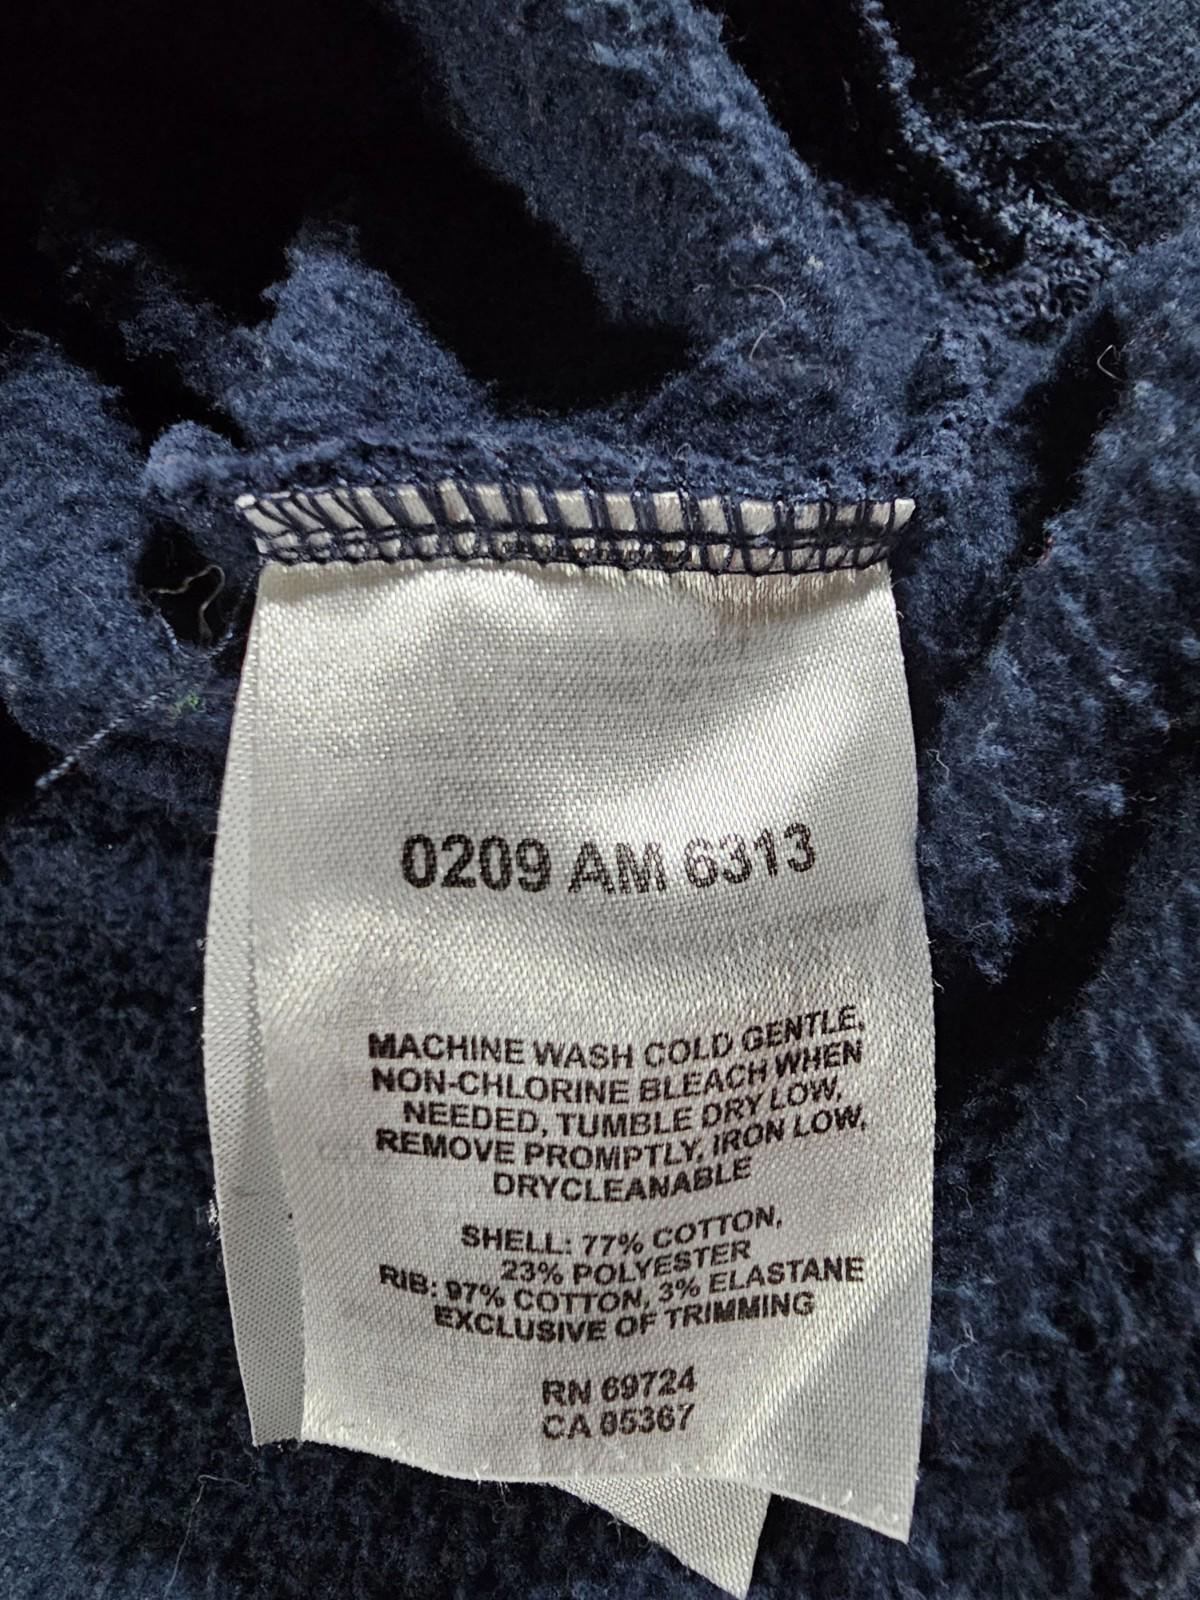 0209 AM 6313
MACHINE WASH COLD GENTLE,
NON-CHLORINE BLEACH WHEN
NEEDED, TUMBLE DRY LOW,
REMOVE PROMPTLY, IRON LOW,
DRYCLEANABLE
SHELL: 77% COTTON,
23% POLYESTER
RIB: 97% COTTON, 3% ELASTANE
EXCLUSIVE OF TRIMMING
RN 69724
CA 05367